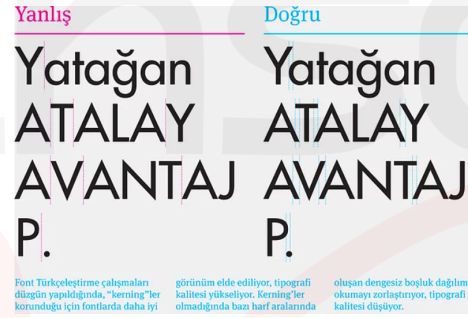 Yanlış
Yatağan
ATALAY
AVANTAJ
P.
Doğru
Yatağan
ATALAY
AVANTAJ
P.
Font Türkçeleştirme çalışmaları
düzgün yapıldığında, “kerning”ler
korunduğu için fontlarda daha iyi
görünüm elde ediliyor, tipografi
kalitesi yükseliyor. Kerning’ler
olmadığında bazı harf aralarında
oluşan dengesiz boşluk dağılım
okumayı zorlaştırıyor, tipografi
kalitesi düşüyor.